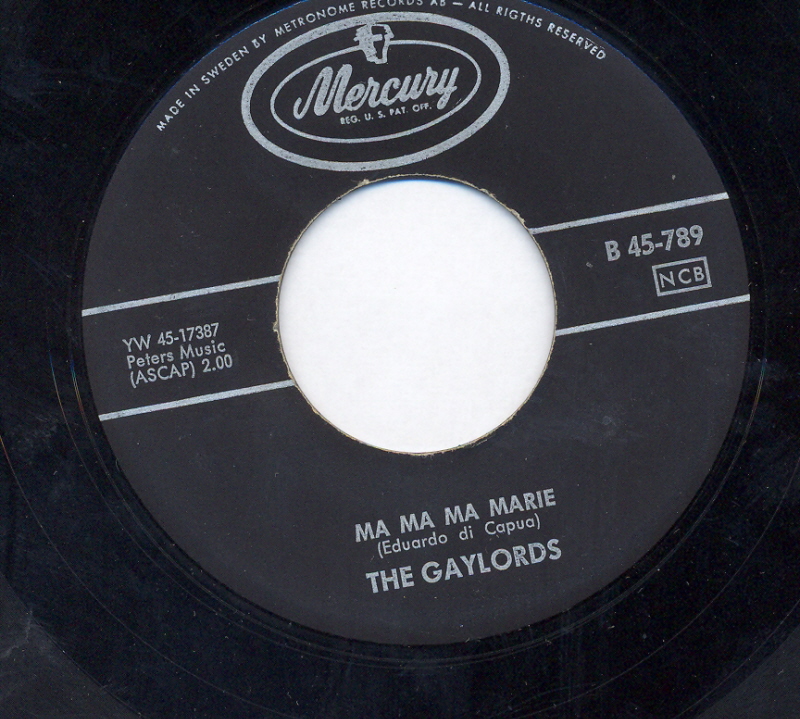 MADE IN SWEDEN BY METRONOME RECORDS AB — ALL RIGTHS RESERVED
Mercury
REG. U. S. PAT. OFF.
B 45-789
NCB
YW 45-17387
Peters Music
(ASCAP) 2.00
MA MA MA MARIE
(Eduardo di Capua)
THE GAYLORDS